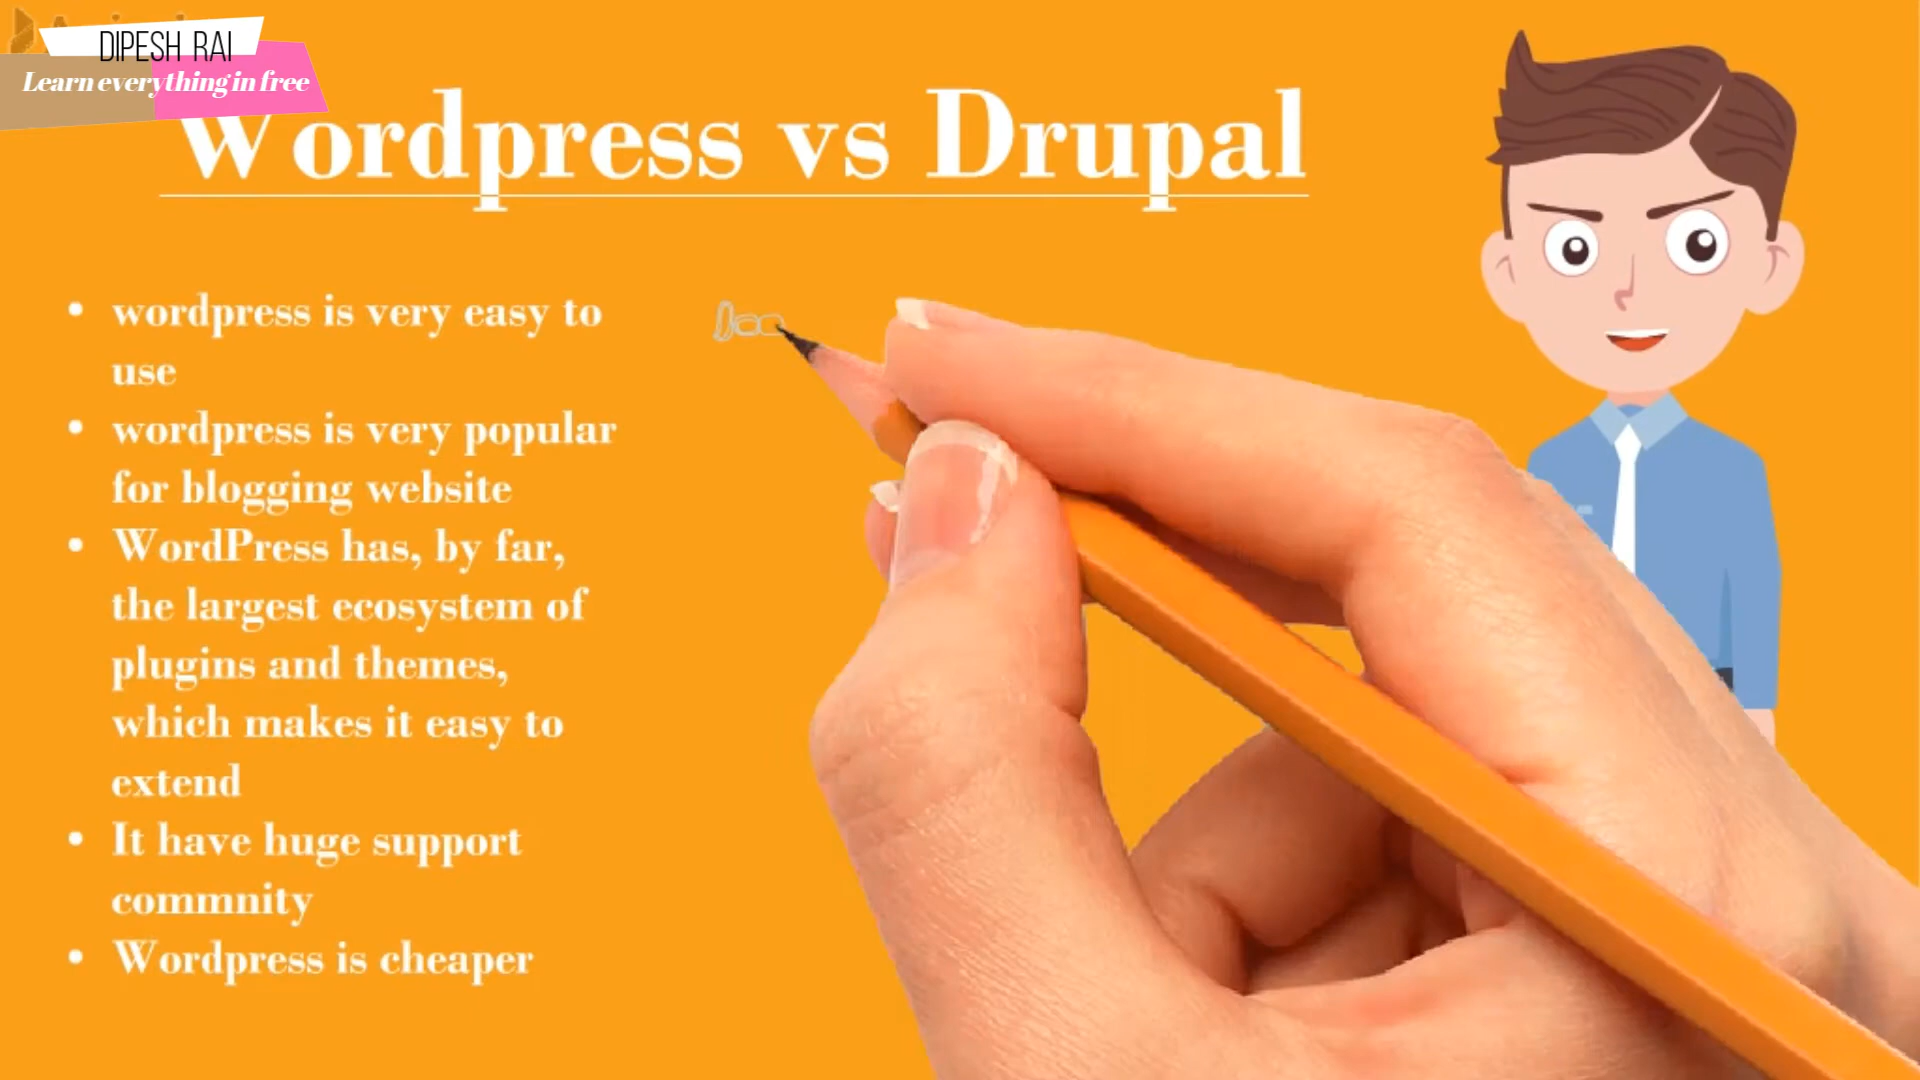 DIPESH RAI
Learn everything in free
Wordpress vs Drupal
• wordpress is very easy to
use
• wordpress is very popular
for blogging website
• WordPress has, by far,
the largest ecosystem of
plugins and themes,
which makes it easy to
extend
• It have huge support
commnity
• Wordpress is cheaper